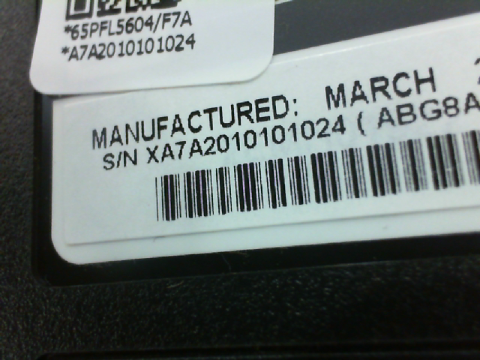 *65PFL5604/F7A
*A7A2010101024
MANUFACTURED: MARCH
S/N XA7A2010101024 ( ABG8A